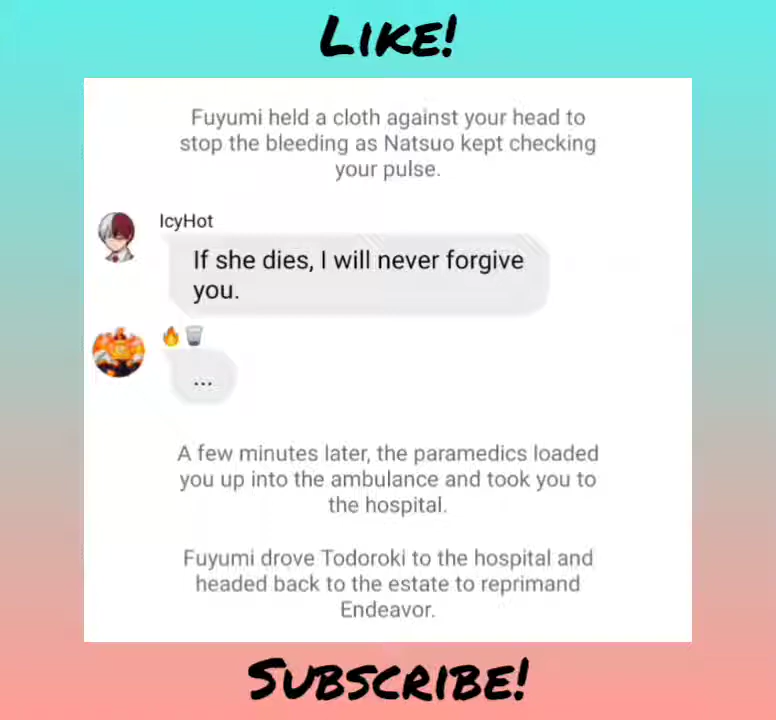 LIKE!
Fuyumi held a cloth against your head to
stop the bleeding as Natsuo kept checking
your pulse.
IcyHot
If she dies, I will never forgive
you.
🔥🗑️
...
A few minutes later, the paramedics loaded
you up into the ambulance and took you to
the hospital.
Fuyumi drove Todoroki to the hospital and
headed back to the estate to reprimand
Endeavor.
SUBSCRIBE!